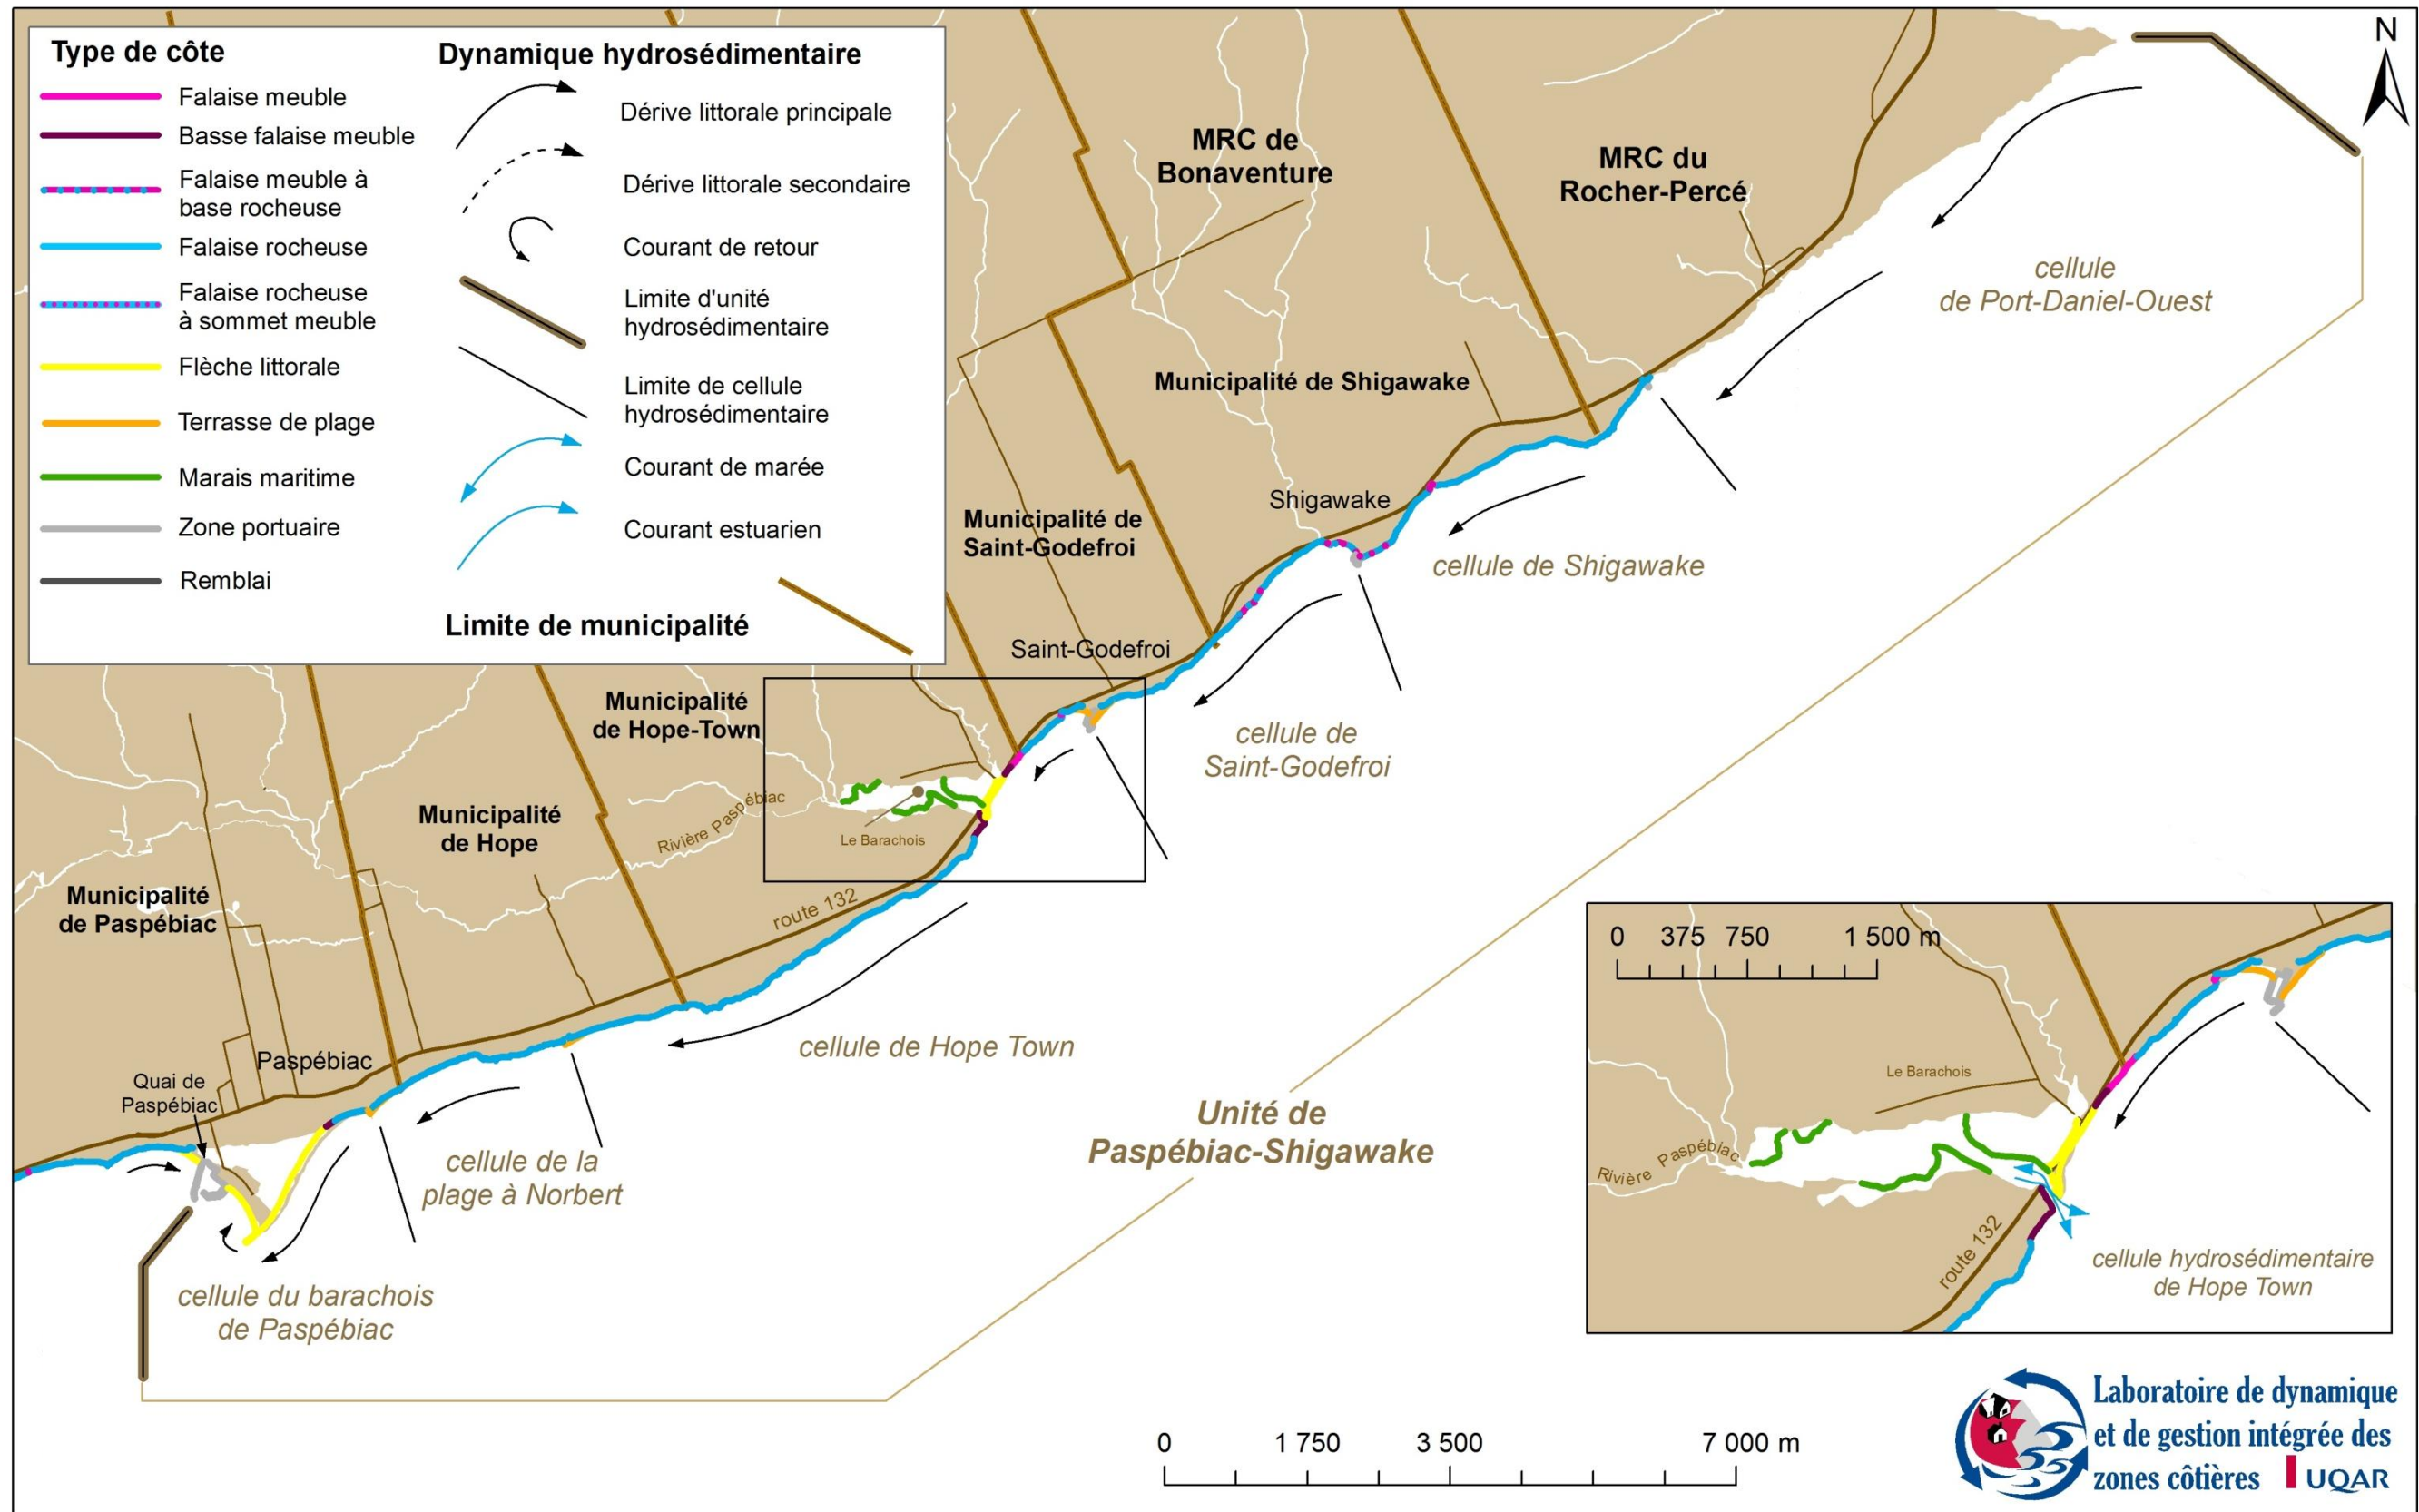 Type de côte
Falaise meuble
Basse falaise meuble
Falaise meuble à
base rocheuse
Falaise rocheuse
Falaise rocheuse
à sommet meuble
Flèche littorale
Terrasse de plage
Marais maritime
Zone portuaire
Remblai
Dynamique hydrosédimentaire
Dérive littorale principale
Dérive littorale secondaire
Courant de retour
Limite d'unité
hydrosédimentaire
Limite de cellule
hydrosédimentaire
Courant de marée
Courant estuarien
Limite de municipalité
N
MRC de
Bonaventure
MRC du
Rocher-Percé
cellule
de Port-Daniel-Ouest
Municipalité de Shigawake
Shigawake
Municipalité de
Saint-Godefroi
cellule de Shigawake
Saint-Godefroi
Municipalité
de Hope-Town
cellule de
Saint-Godefroi
Rivière Paspébiac
Le Barachois
Municipalité
de Hope
Municipalité
de Paspébiac
route 132
cellule de Hope Town
Paspébiac
Quai de
Paspébiac
cellule de la
plage à Norbert
Unité de
Paspébiac-Shigawake
cellule du barachois
de Paspébiac
0 375 750 1 500 m
Le Barachois
Rivière Paspébiac
route 132
cellule hydrosédimentaire
de Hope Town
0 1 750 3 500 7 000 m
Laboratoire de dynamique
et de gestion intégrée des
zones côtières UQAR